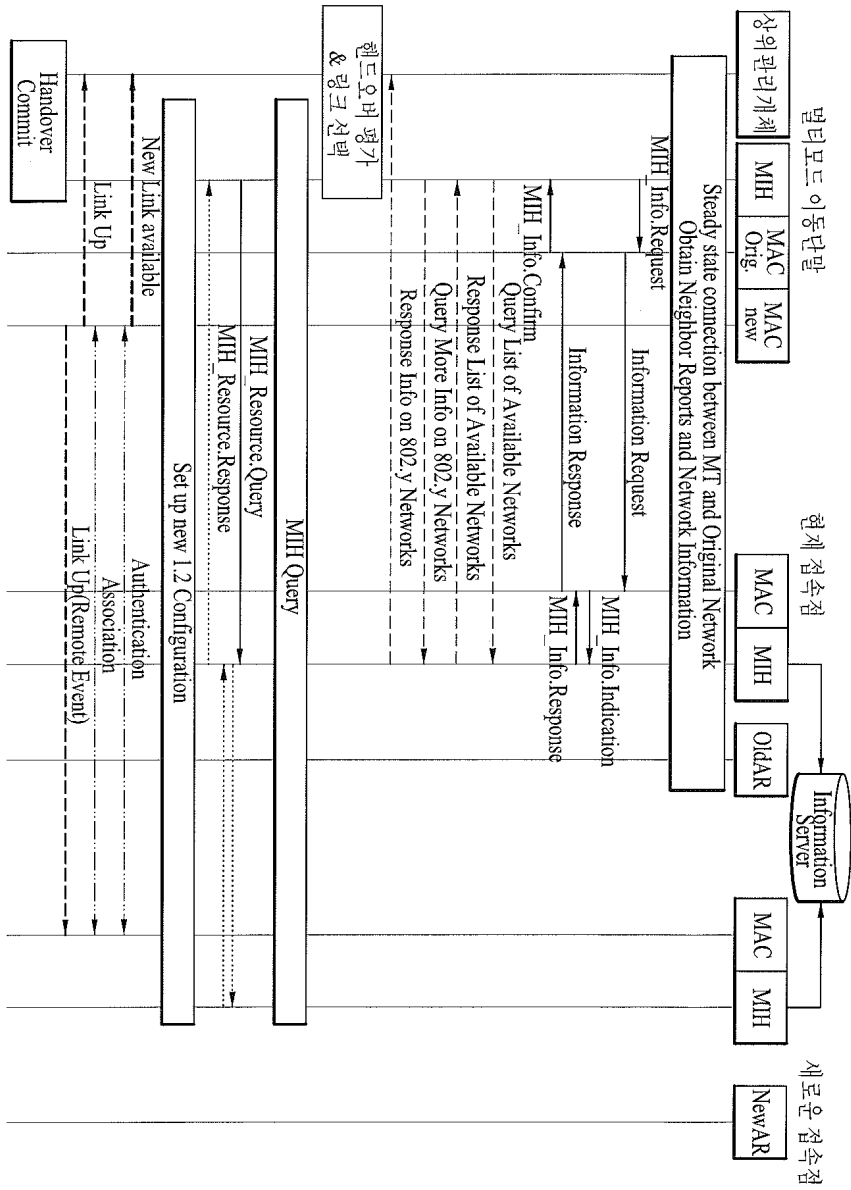 멀티모드 이동단말
현재 접속점
새로운 접속점
Information
Server
상위관리개체
MIH
MAC
Orig.
MAC
new
MAC
MIH
OldAR
MAC
MIH
NewAR
Steady state connection between MT and Original Network
Obtain Neighbor Reports and Network Information
MIH_Info.Request
Information Request
MIH_Info.Indication
MIH_Info.Response
Information Response
MIH_Info.Confirm
Query List of Available Networks
Response List of Available Networks
Query More Info on 802.y Networks
Response Info on 802.y Networks
핸드오버 평가
& 링크 선택
MIH Query
MIH_Resource.Query
MIH_Resource.Response
Set up new 1.2 Configuration
New Link available
Authentication
Link Up
Association
Link Up(Remote Event)
Handover
Commit